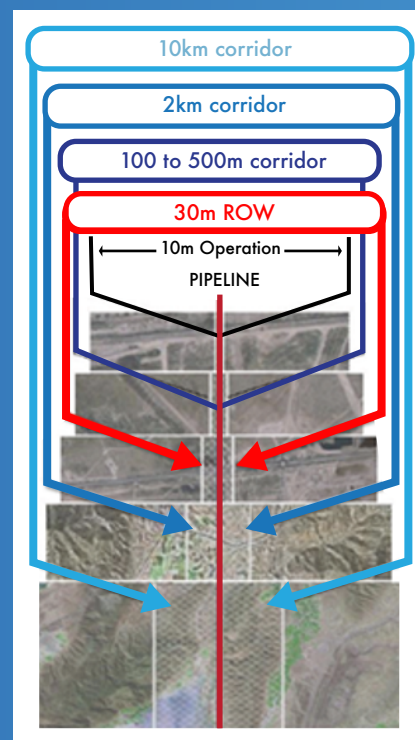 10km corridor
2km corridor
100 to 500m corridor
30m ROW
10m Operation
PIPELINE